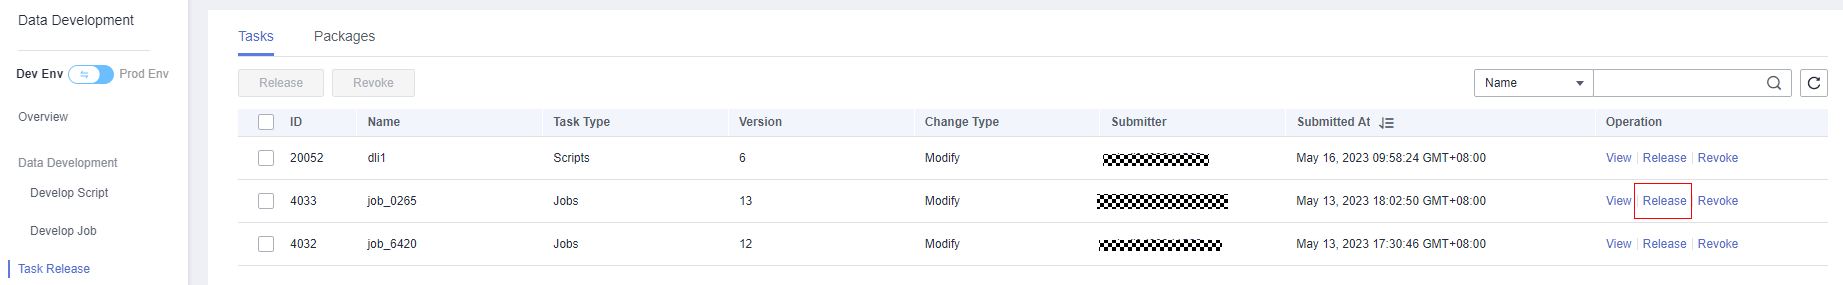 Data Development
Dev Env Prod Env
Overview
Data Development
Develop Script
Develop Job
Task Release
Tasks Packages
Release Revoke Name
ID Name Task Type Version Change Type Submitter Submitted At Operation
20052 dli1 Scripts 6 Modify May 16, 2023 09:58:24 GMT+08:00 View Release Revoke
4033 job_0265 Jobs 13 Modify May 13, 2023 18:02:50 GMT+08:00 View Release Revoke
4032 job_6420 Jobs 12 Modify May 13, 2023 17:30:46 GMT+08:00 View Release Revoke